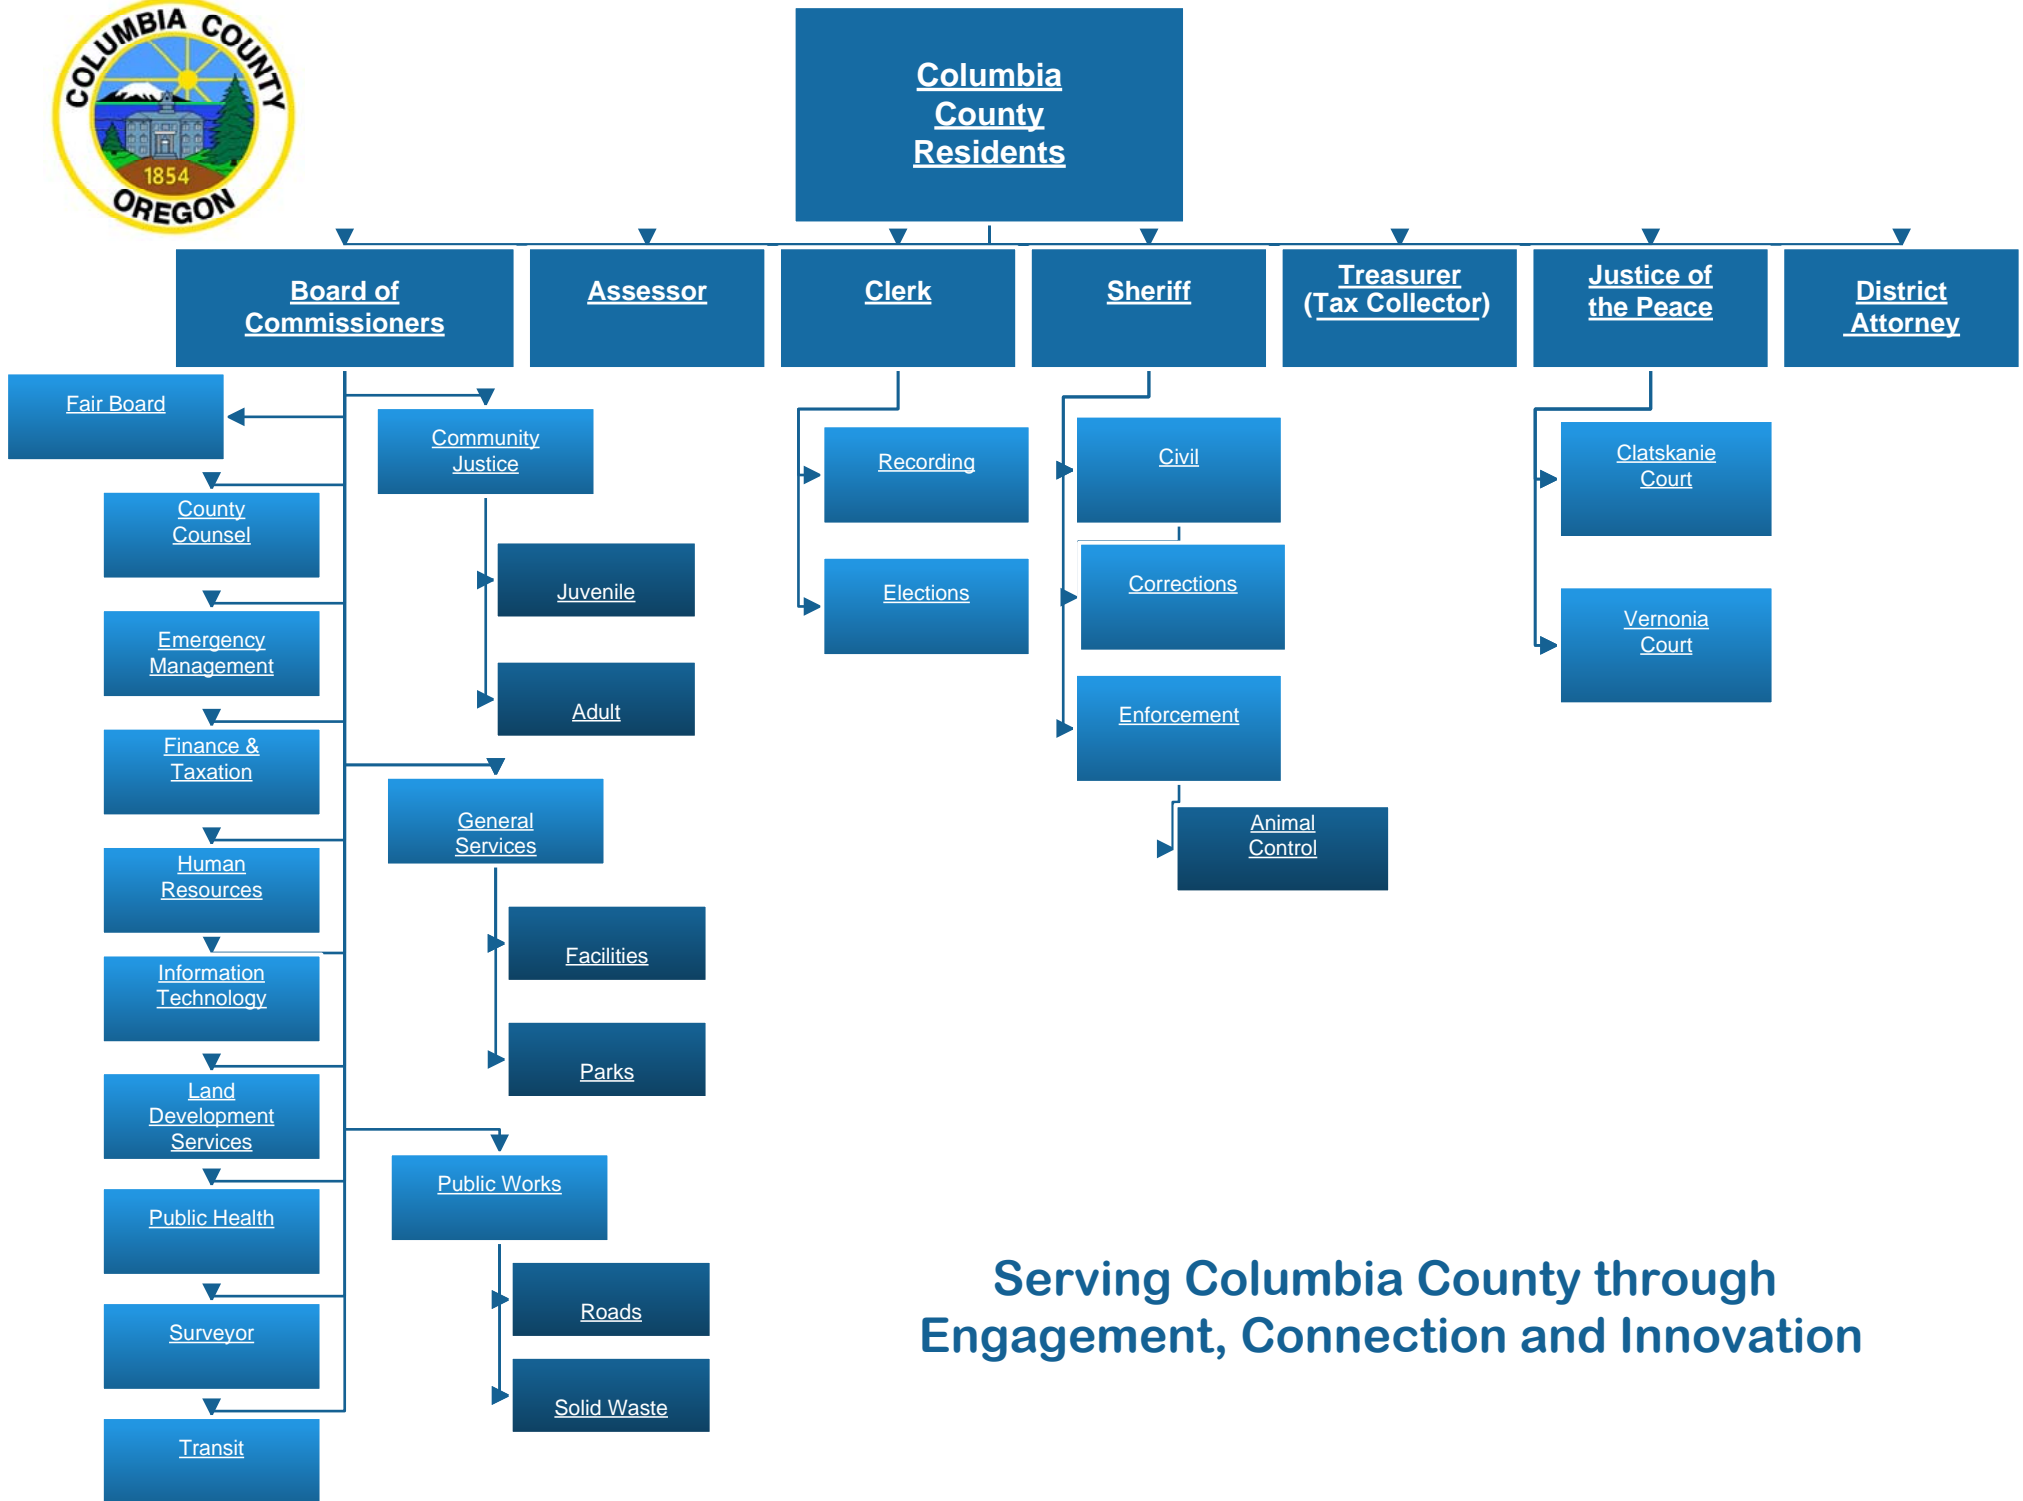 COLUMBIA COUNTY
1854
OREGON
Columbia
County
Residents
Board of
Commissioners
Assessor
Clerk
Sheriff
Treasurer
(Tax Collector)
Justice of
the Peace
District
Attorney
Fair Board
County
Counsel
Emergency
Management
Finance &
Taxation
Human
Resources
Information
Technology
Land
Development
Services
Public Health
Surveyor
Transit
Community
Justice
Juvenile
Adult
General
Services
Facilities
Parks
Public Works
Roads
Solid Waste
Recording
Elections
Civil
Corrections
Enforcement
Animal
Control
Clatskanie
Court
Vernonia
Court
Serving Columbia County through
Engagement, Connection and Innovation